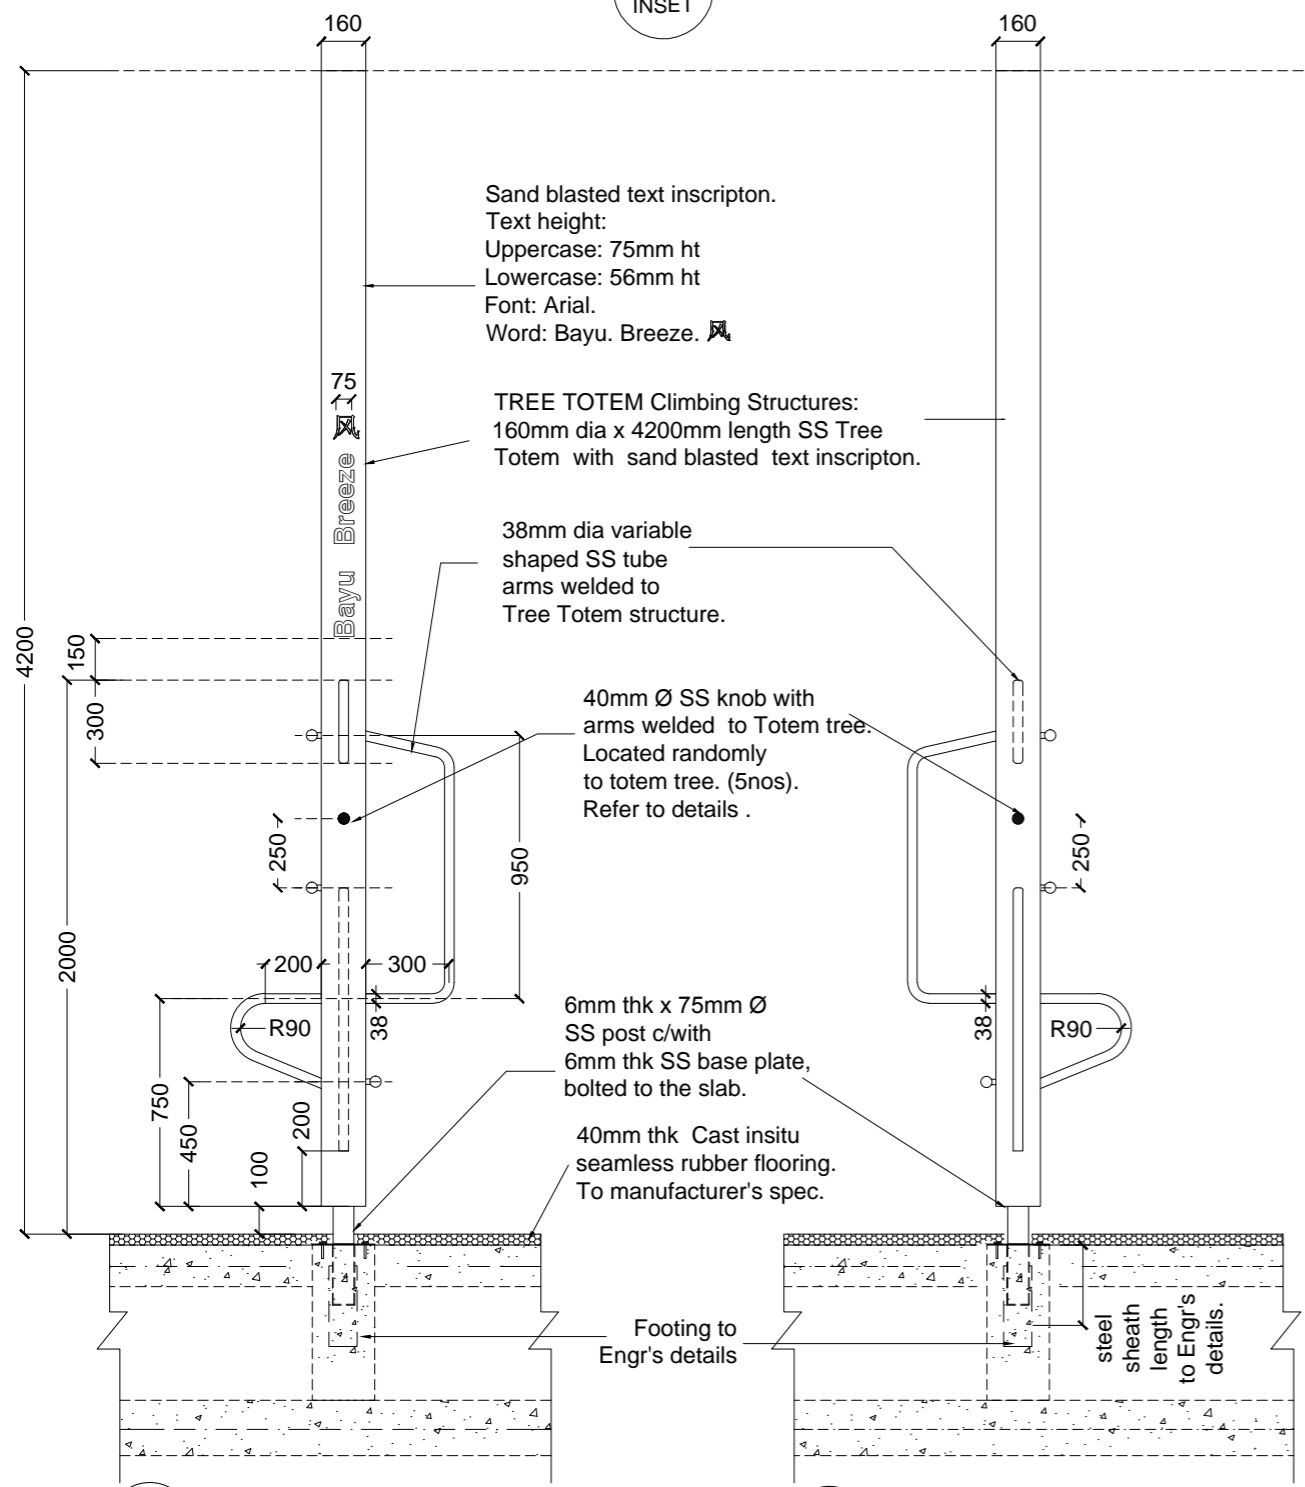 INSET
160
160
Sand blasted text inscripton.
Text height:
Uppercase: 75mm ht
Lowercase: 56mm ht
Font: Arial.
Word: Bayu. Breeze. 风
75
Bayu Breeze 风
TREE TOTEM Climbing Structures:
160mm dia x 4200mm length SS Tree
Totem with sand blasted text inscripton.
38mm dia variable
shaped SS tube
arms welded to
Tree Totem structure.
4200
150
300
2000
40mm Ø SS knob with
arms welded to Totem tree.
Located randomly
to totem tree. (5nos).
Refer to details .
250
950
250
200
300
R90
38
38
R90
750
450
200
100
6mm thk x 75mm Ø
SS post c/with
6mm thk SS base plate,
bolted to the slab.
40mm thk Cast insitu
seamless rubber flooring.
To manufacturer's spec.
Footing to
Engr's details
steel
sheath
length
to Engr's
details.